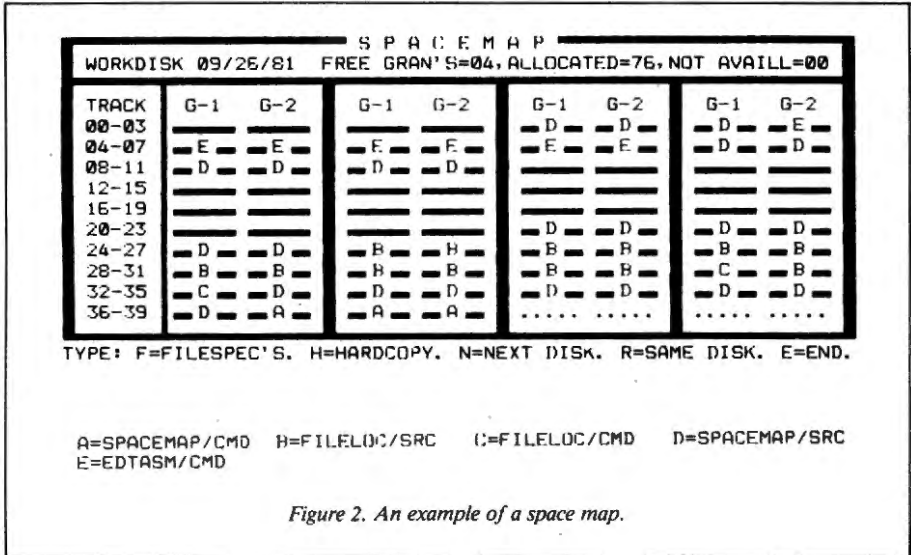 SPACEMAP
WORKDISK 09/26/81 FREE GRAN'S=04,ALLOCATED=76,NOT AVAILL=00
TRACK G-1 G-2 G-1 G-2 G-1 G-2 G-1 G-2
00-03 D D D E
04-07 E E E E E E D D
08-11 D D D D
12-15
16-19
20-23 D D D D
24-27 D D B B B B B B
28-31 B B B B B B C B
32-35 C D D D D D D D
36-39 D A A A ..... ..... ..... .....
TYPE: F=FILESPEC'S. H=HARDCOPY. N=NEXT DISK. R=SAME DISK. E=END.
A=SPACEMAP/CMD B=FILELOC/SRC C=FILELOC/CMD D=SPACEMAP/SRC
E=EDTASM/CMD
Figure 2. An example of a space map.